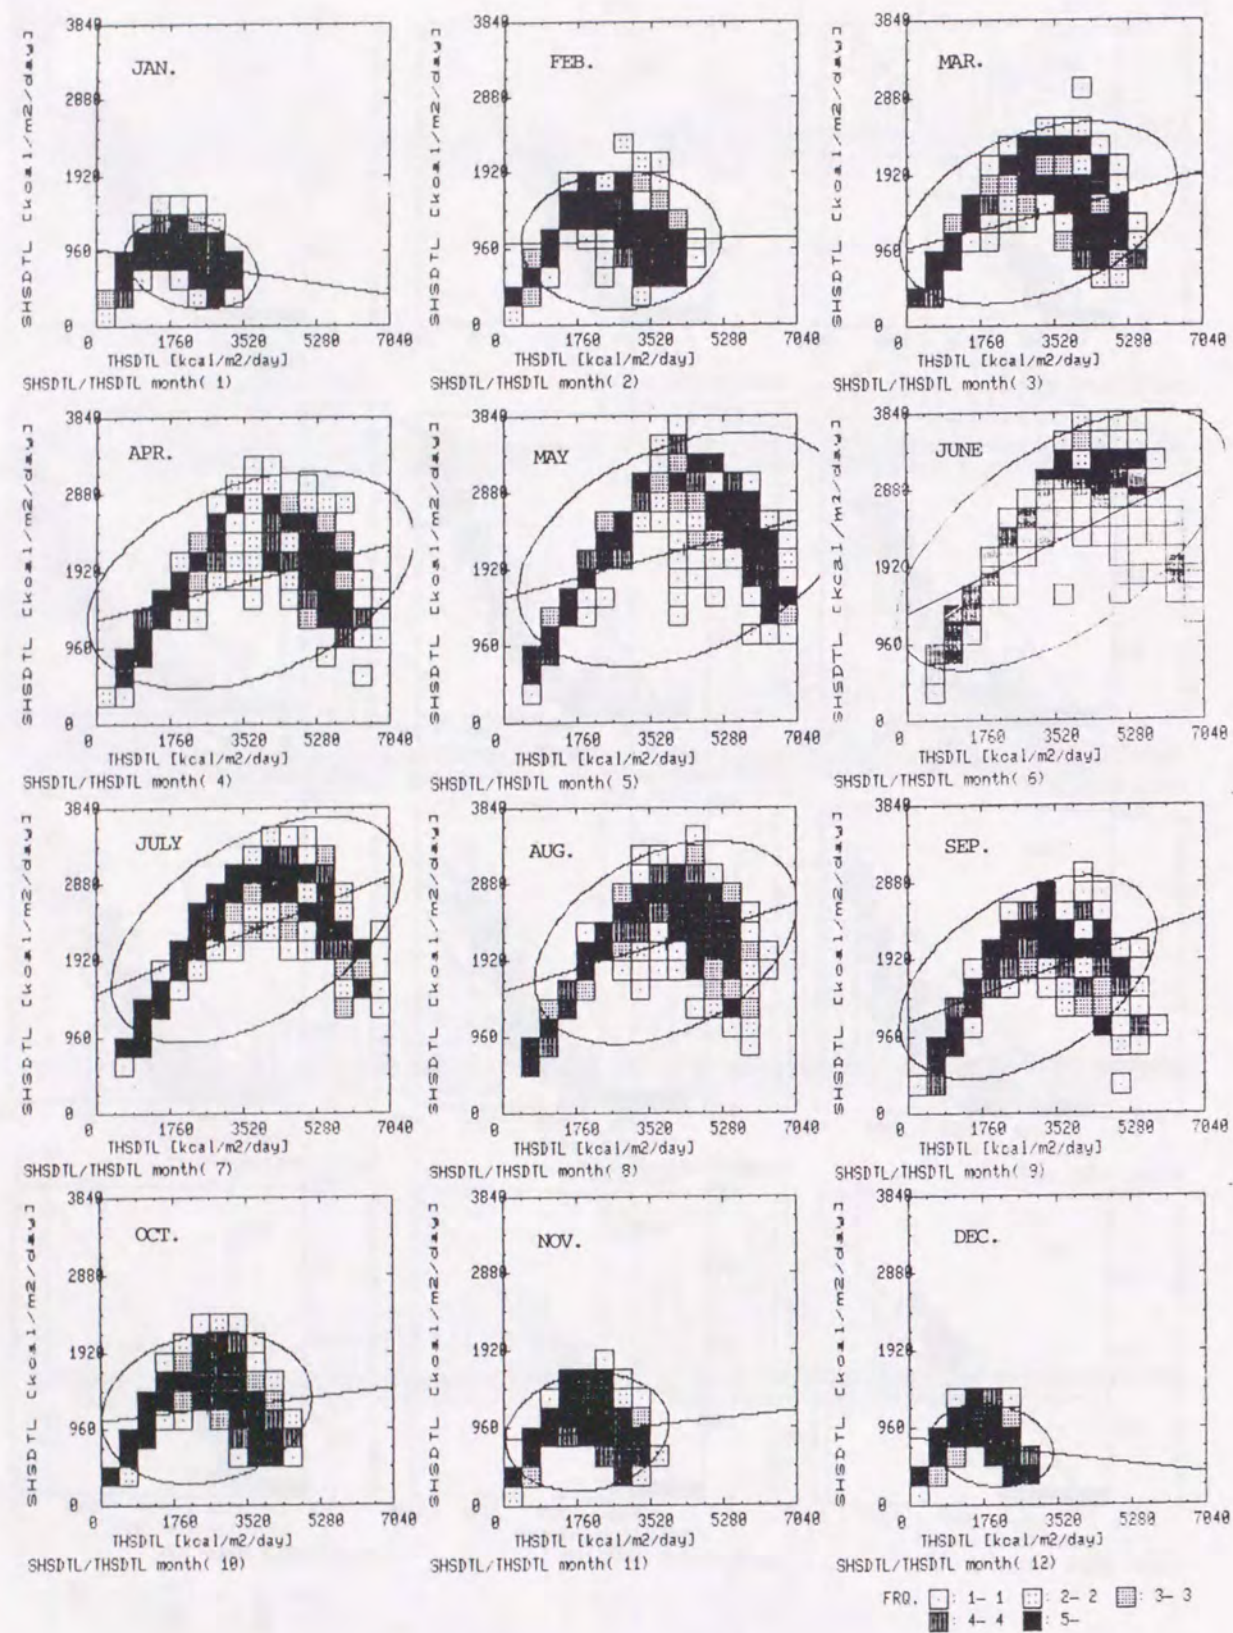 3840 3840 3840
JAN. FEB. MAR.
2880 2880 2880
1920 1920 1920
960 960 960
0 0 0
SHSDTL [kcal/m2/day] SHSDTL [kcal/m2/day] SHSDTL [kcal/m2/day]
0 1760 3520 5280 7040 0 1760 3520 5280 7040 0 1760 3520 5280 7040
THSDTL [kcal/m2/day] THSDTL [kcal/m2/day] THSDTL [kcal/m2/day]
SHSDTL/THSDTL month( 1) SHSDTL/THSDTL month( 2) SHSDTL/THSDTL month( 3)
3840 3840 3840
APR. MAY JUNE
2880 2880 2880
1920 1920 1920
960 960 960
0 0 0
SHSDTL [kcal/m2/day] SHSDTL [kcal/m2/day] SHSDTL [kcal/m2/day]
0 1760 3520 5280 7040 0 1760 3520 5280 7040 0 1760 3520 5280 7040
THSDTL [kcal/m2/day] THSDTL [kcal/m2/day] THSDTL [kcal/m2/day]
SHSDTL/THSDTL month( 4) SHSDTL/THSDTL month( 5) SHSDTL/THSDTL month( 6)
3840 3840 3840
JULY AUG. SEP.
2880 2880 2880
1920 1920 1920
960 960 960
0 0 0
SHSDTL [kcal/m2/day] SHSDTL [kcal/m2/day] SHSDTL [kcal/m2/day]
0 1760 3520 5280 7040 0 1760 3520 5280 7040 0 1760 3520 5280 7040
THSDTL [kcal/m2/day] THSDTL [kcal/m2/day] THSDTL [kcal/m2/day]
SHSDTL/THSDTL month( 7) SHSDTL/THSDTL month( 8) SHSDTL/THSDTL month( 9)
3840 3840 3840
OCT. NOV. DEC.
2880 2880 2880
1920 1920 1920
960 960 960
0 0 0
SHSDTL [kcal/m2/day] SHSDTL [kcal/m2/day] SHSDTL [kcal/m2/day]
0 1760 3520 5280 7040 0 1760 3520 5280 7040 0 1760 3520 5280 7040
THSDTL [kcal/m2/day] THSDTL [kcal/m2/day] THSDTL [kcal/m2/day]
SHSDTL/THSDTL month( 10) SHSDTL/THSDTL month( 11) SHSDTL/THSDTL month( 12)
FRQ. : 1- 1 : 2- 2 : 3- 3
: 4- 4 : 5-